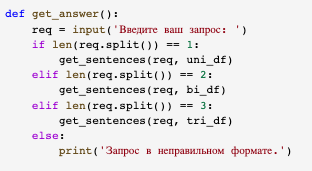 def get_answer():
    req = input('Введите ваш запрос: ')
    if len(req.split()) == 1:
        get_sentences(req, uni_df)
    elif len(req.split()) == 2:
        get_sentences(req, bi_df)
    elif len(req.split()) == 3:
        get_sentences(req, tri_df)
    else:
        print('Запрос в неправильном формате.')